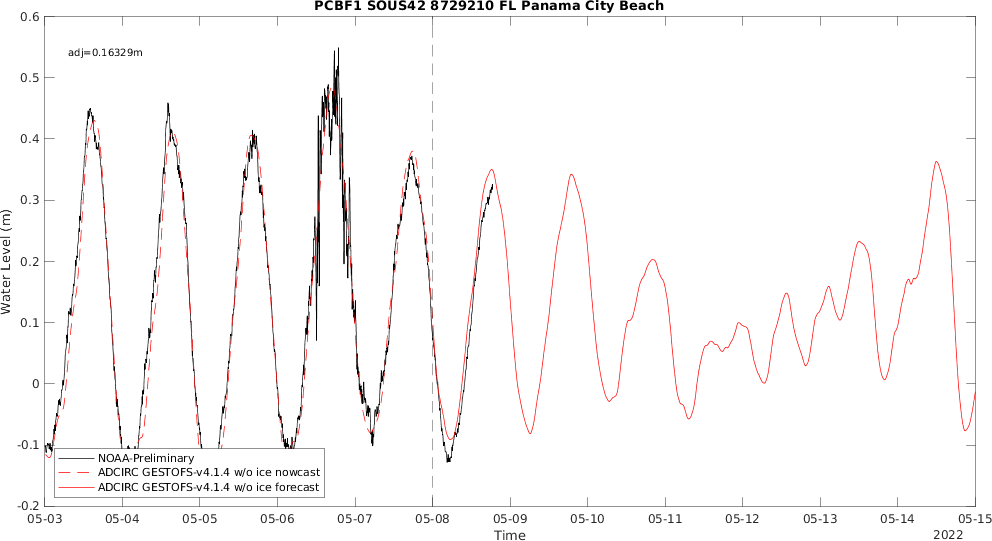 PCBF1 SOUS42 8729210 FL Panama City Beach
adj=0.16329m
0.6
0.5
0.4
0.3
0.2
0.1
0
-0.1
-0.2
Water Level (m)
NOAA-Preliminary
ADCIRC GESTOFS-v4.1.4 w/o ice nowcast
ADCIRC GESTOFS-v4.1.4 w/o ice forecast
05-03 05-04 05-05 05-06 05-07 05-08 05-09 05-10 05-11 05-12 05-13 05-14 05-15
Time
2022